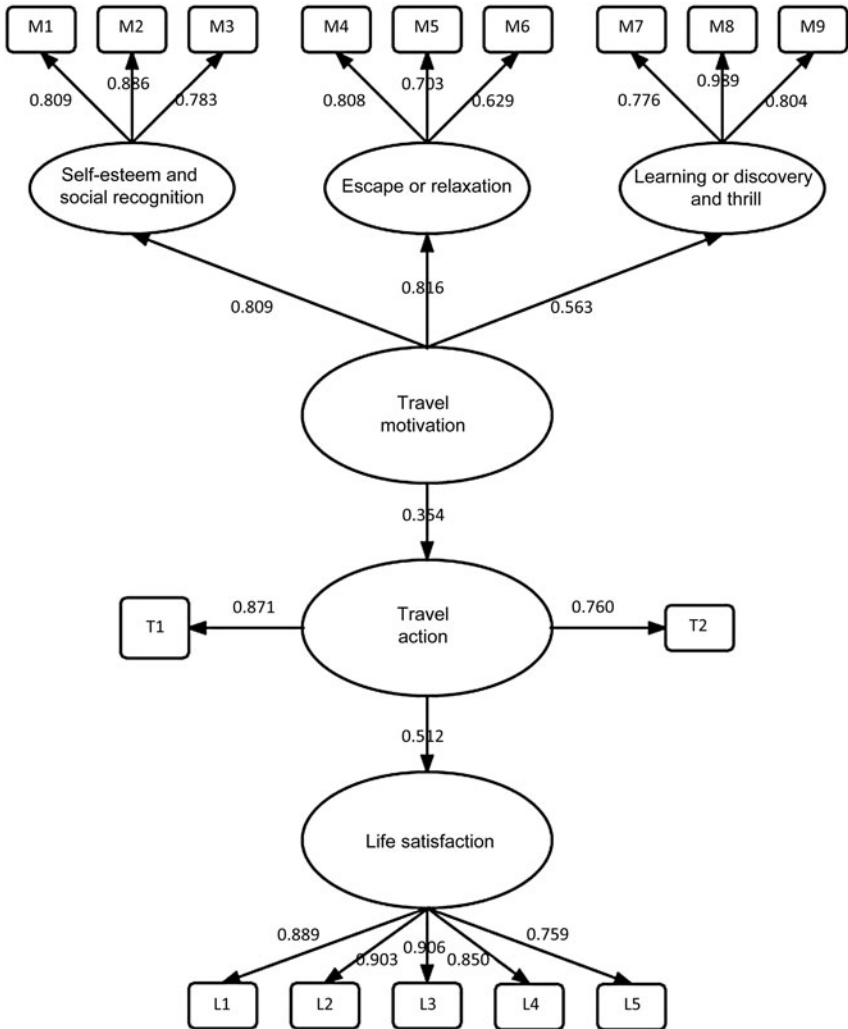 M1 M2 M3 M4 M5 M6 M7 M8 M9
0.809 0.886 0.783 0.808 0.703 0.629 0.776 0.989 0.804
Self-esteem and
social recognition
Escape or relaxation
Learning or discovery
and thrill
0.809 0.816 0.563
Travel
motivation
0.354
T1 0.871
Travel
action
0.760 T2
0.512
Life satisfaction
0.889 0.903 0.906 0.850 0.759
L1 L2 L3 L4 L5